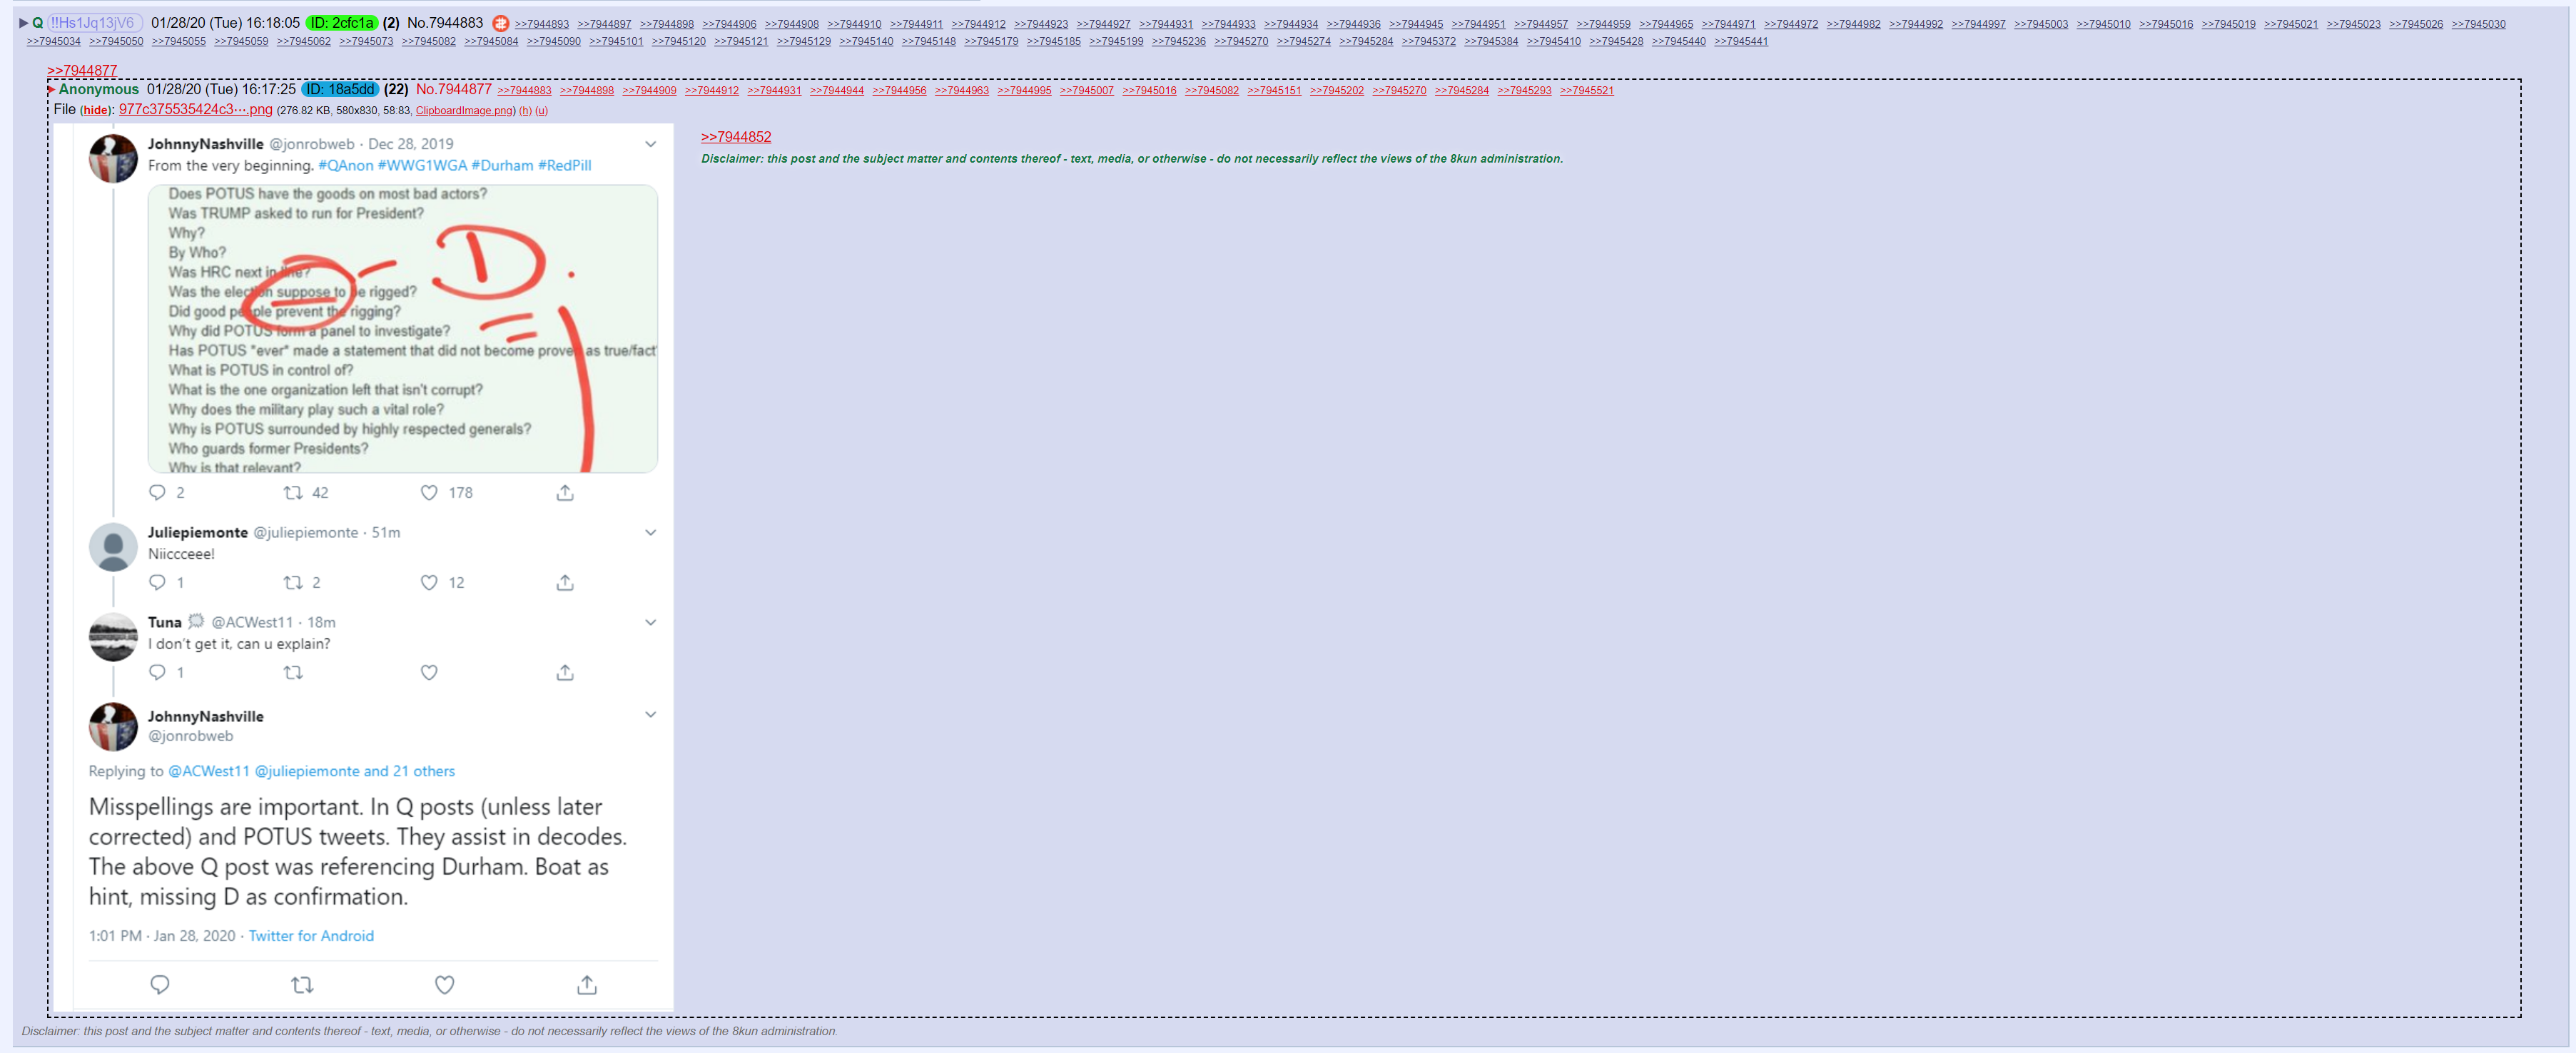 ▶ Q !!Hs1Jq13jV6 01/28/20 (Tue) 16:18:05 ID: 2cfc1a (2) No.7944883 >>7944893 >>7944897 >>7944898 >>7944906 >>7944908 >>7944910 >>7944911 >>7944912 >>7944923 >>7944927 >>7944931 >>7944933 >>7944934 >>7944936 >>7944945 >>7944951 >>7944957 >>7944959 >>7944965 >>7944971 >>7944972 >>7944982 >>7944992 >>7944997 >>7945003 >>7945010 >>7945016 >>7945019 >>7945021 >>7945023 >>7945026 >>7945030
>>7945034 >>7945050 >>7945055 >>7945059 >>7945062 >>7945073 >>7945082 >>7945084 >>7945090 >>7945101 >>7945120 >>7945121 >>7945129 >>7945140 >>7945148 >>7945179 >>7945185 >>7945199 >>7945236 >>7945270 >>7945274 >>7945284 >>7945372 >>7945384 >>7945410 >>7945428 >>7945440 >>7945441
>>7944877
▶ Anonymous 01/28/20 (Tue) 16:17:25 ID: 18a5dd (22) No.7944877 >>7944883 >>7944898 >>7944909 >>7944912 >>7944931 >>7944944 >>7944956 >>7944963 >>7944995 >>7945007 >>7945016 >>7945082 >>7945151 >>7945202 >>7945270 >>7945284 >>7945293 >>7945521
File (hide): 977c375535424c3⋯.png (276.82 KB, 580x830, 58:83, ClipboardImage.png) (h) (u)
>>7944852
Disclaimer: this post and the subject matter and contents thereof - text, media, or otherwise - do not necessarily reflect the views of the 8kun administration.
JohnnyNashville @jonrobweb · Dec 28, 2019
From the very beginning. #QAnon #WWG1WGA #Durham #RedPill
Does POTUS have the goods on most bad actors?
Was TRUMP asked to run for President?
Why?
By Who?
Was HRC next in line?
Was the election suppose to be rigged?
Did good people prevent the rigging?
Why did POTUS form a panel to investigate?
Has POTUS *ever* made a statement that did not become proven as true/fact?
What is POTUS in control of?
What is the one organization left that isn't corrupt?
Why does the military play such a vital role?
Why is POTUS surrounded by highly respected generals?
Who guards former Presidents?
Why is that relevant?
D.
2 42 178
Juliepiemonte @juliepiemonte · 51m
Niiccceee!
1 2 12
Tuna @ACWest11 · 18m
I don't get it, can u explain?
1
JohnnyNashville
@jonrobweb
Replying to @ACWest11 @juliepiemonte and 21 others
Misspellings are important. In Q posts (unless later
corrected) and POTUS tweets. They assist in decodes.
The above Q post was referencing Durham. Boat as
hint, missing D as confirmation.
1:01 PM · Jan 28, 2020 · Twitter for Android
Disclaimer: this post and the subject matter and contents thereof - text, media, or otherwise - do not necessarily reflect the views of the 8kun administration.